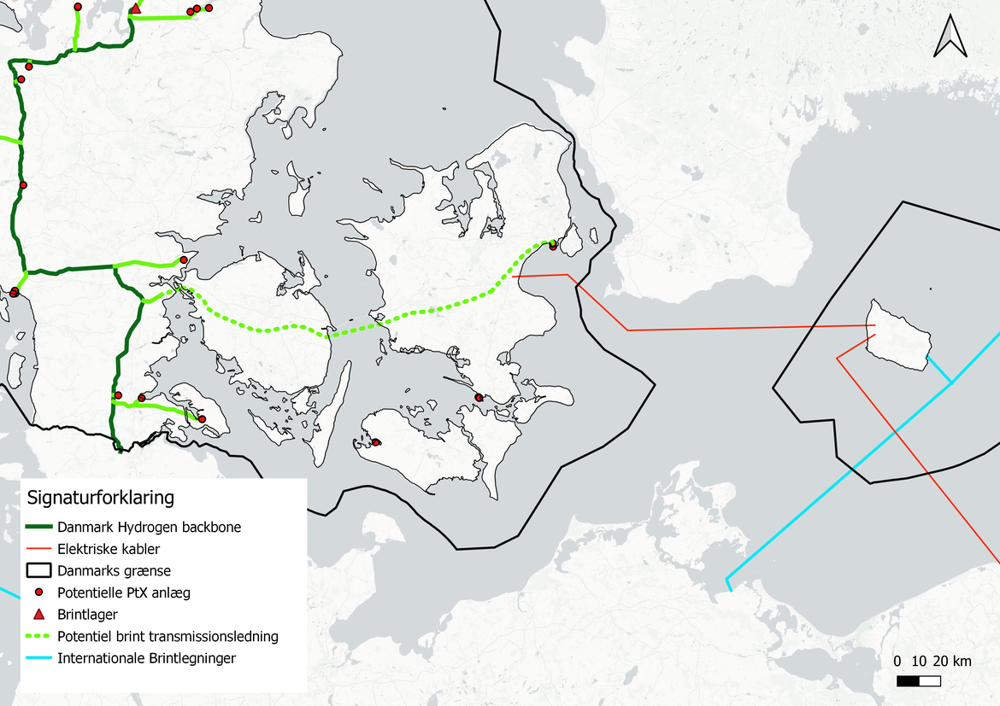 Signaturforklaring
Danmark Hydrogen backbone
Elektriske kabler
Danmarks grænse
Potentielle PtX anlæg
Brintlager
Potentiel brint transmissionsledning
Internationale Brintlegninger
0 10 20 km